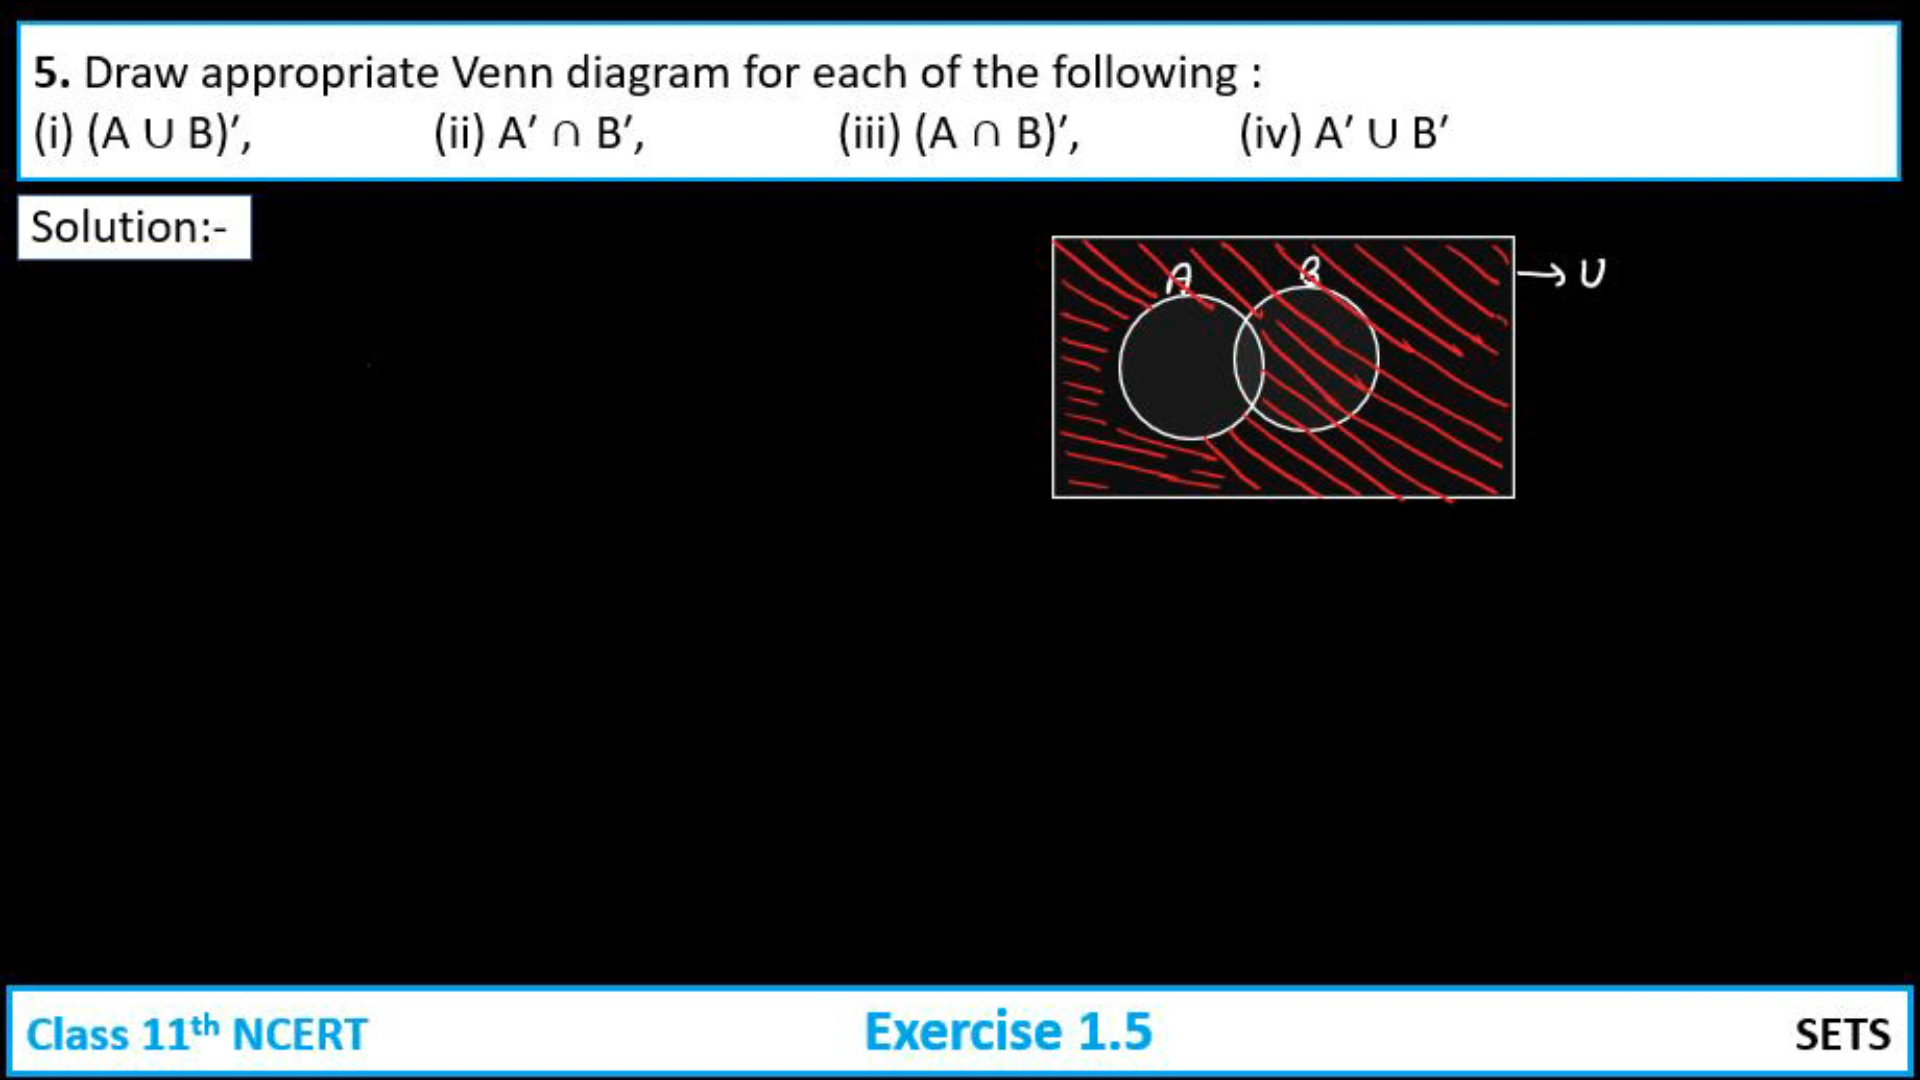 5. Draw appropriate Venn diagram for each of the following :
(i) (A ∪ B)′, (ii) A′ ∩ B′, (iii) (A ∩ B)′, (iv) A′ ∪ B′
Solution:-
A B
→ U
Class 11th NCERT Exercise 1.5 SETS